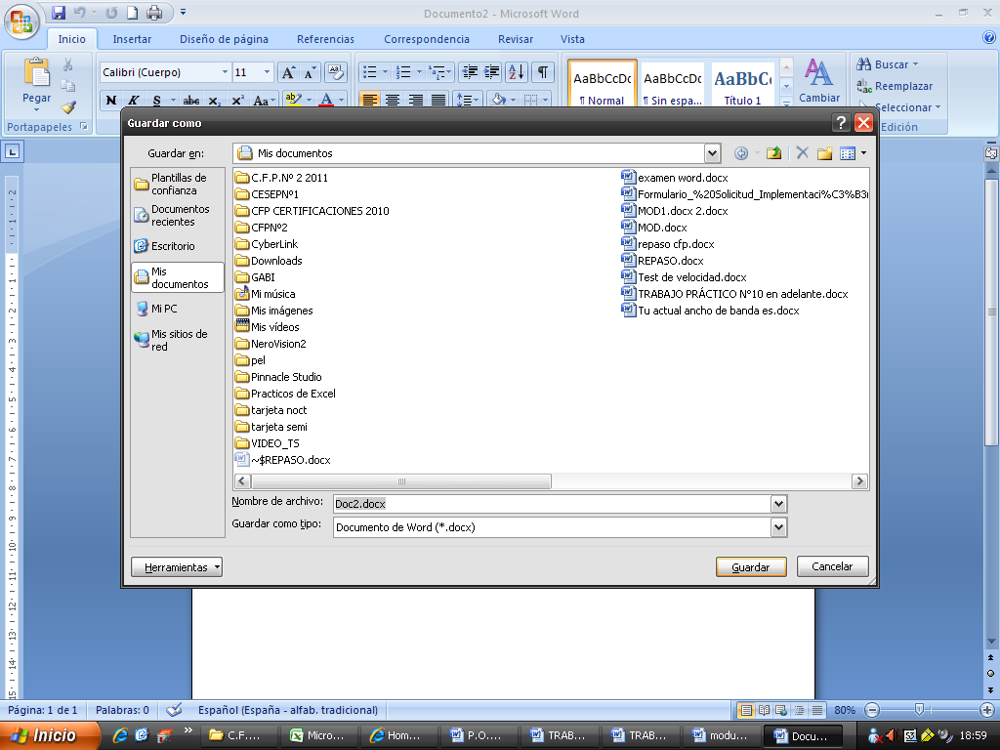 Documento2 - Microsoft Word
Inicio
Insertar
Diseño de página
Referencias
Correspondencia
Revisar
Vista
Calibri (Cuerpo)
11
Pegar
N K S abc x₂ x² Aa
AaBbCcDc
AaBbCcDc
AaBbC
¶ Normal
¶ Sin espa...
Título 1
Cambiar
Buscar
Reemplazar
Seleccionar
Portapapeles
Edición
Guardar como
Guardar en:
Mis documentos
Plantillas de
confianza
Documentos
recientes
Escritorio
Mis
documentos
Mi PC
Mis sitios de
red
C.F.P.Nº 2 2011
CESEPNº1
CFP CERTIFICACIONES 2010
CFPNº2
CyberLink
Downloads
GABI
Mi música
Mis imágenes
Mis vídeos
NeroVision2
pel
Pinnacle Studio
Practicos de Excel
tarjeta noct
tarjeta semi
VIDEO_TS
~$REPASO.docx
examen word.docx
Formulario_%20Solicitud_Implementaci%C3%B3
MOD1.docx 2.docx
MOD.docx
repaso cfp.docx
REPASO.docx
Test de velocidad.docx
TRABAJO PRÁCTICO Nº10 en adelante.docx
Tu actual ancho de banda es.docx
Nombre de archivo:
Doc2.docx
Guardar como tipo:
Documento de Word (*.docx)
Herramientas
Guardar
Cancelar
Página: 1 de 1
Palabras: 0
Español (España - alfab. tradicional)
80%
Inicio
C.F....
Micro...
Hom...
P.O....
TRAB...
TRAB...
modu...
Docu...
18:59